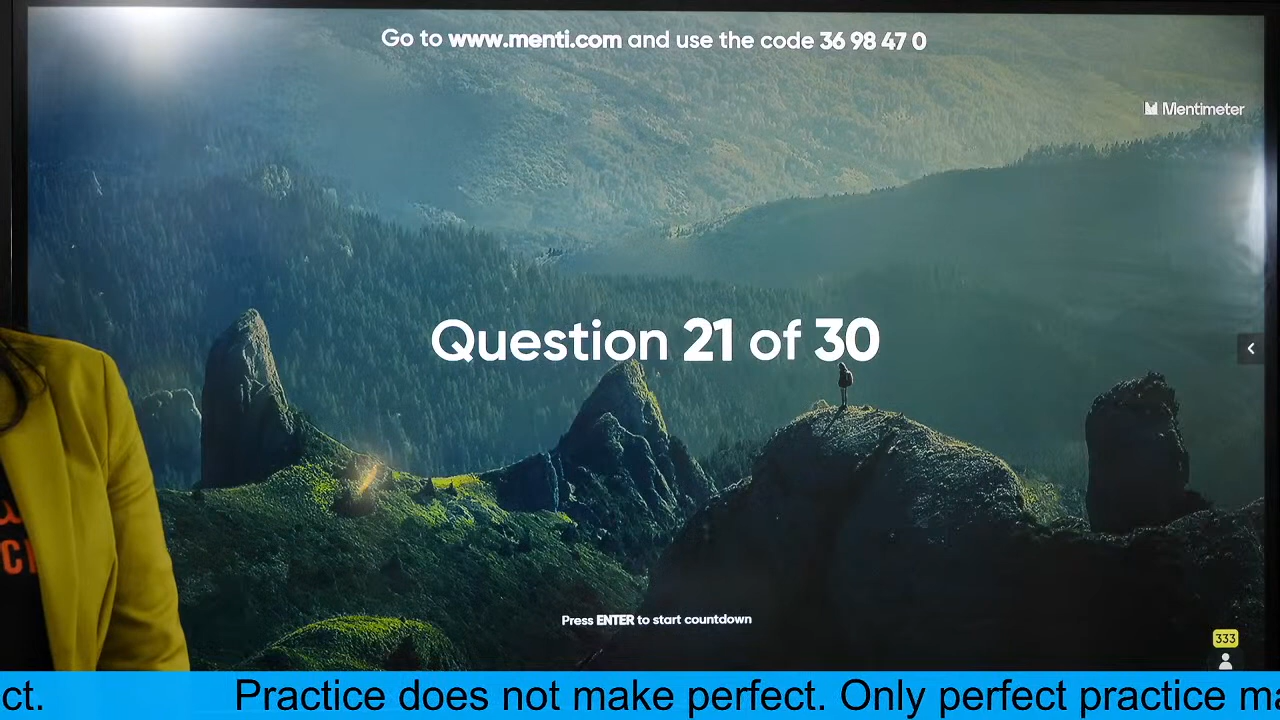 Go to www.menti.com and use the code 36 98 47 0
Mentimeter
Question 21 of 30
Press ENTER to start countdown
333
ct. Practice does not make perfect. Only perfect practice ma